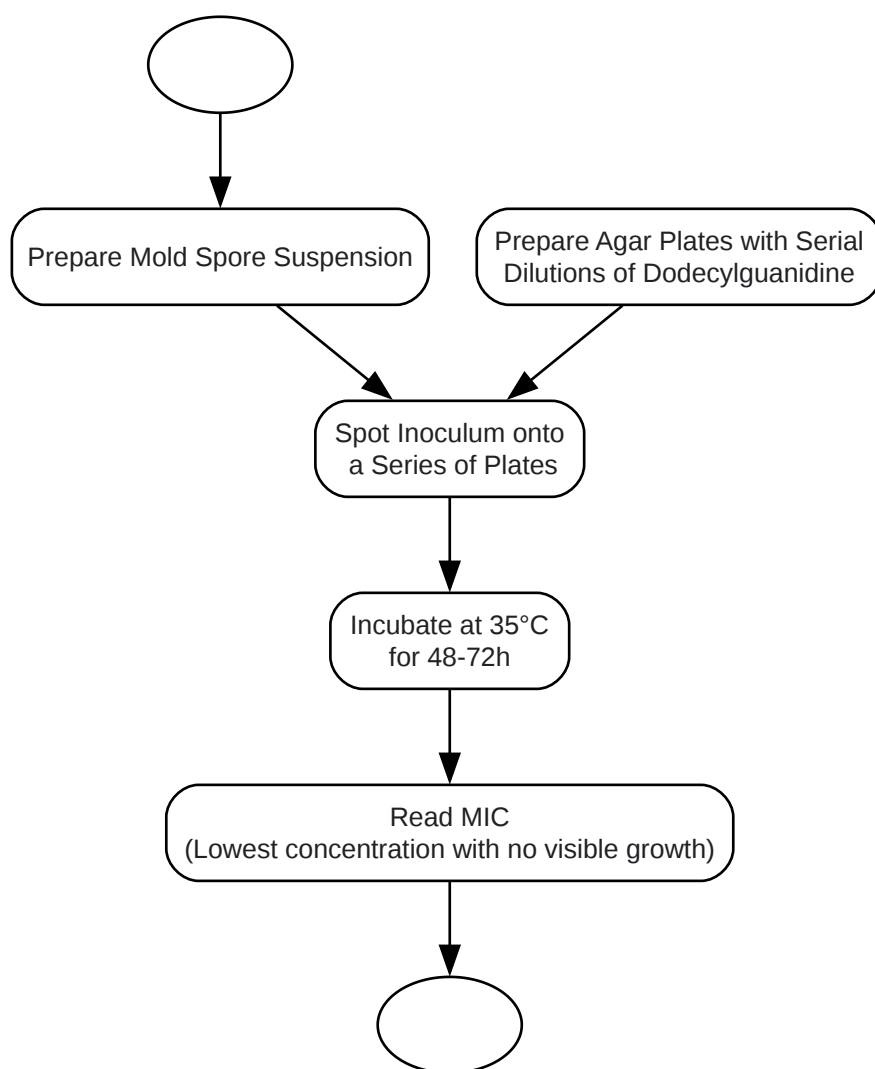 Prepare Mold Spore Suspension
Prepare Agar Plates with Serial
Dilutions of Dodecylguanidine
Spot Inoculum onto
a Series of Plates
Incubate at 35°C
for 48-72h
Read MIC
(Lowest concentration with no visible growth)